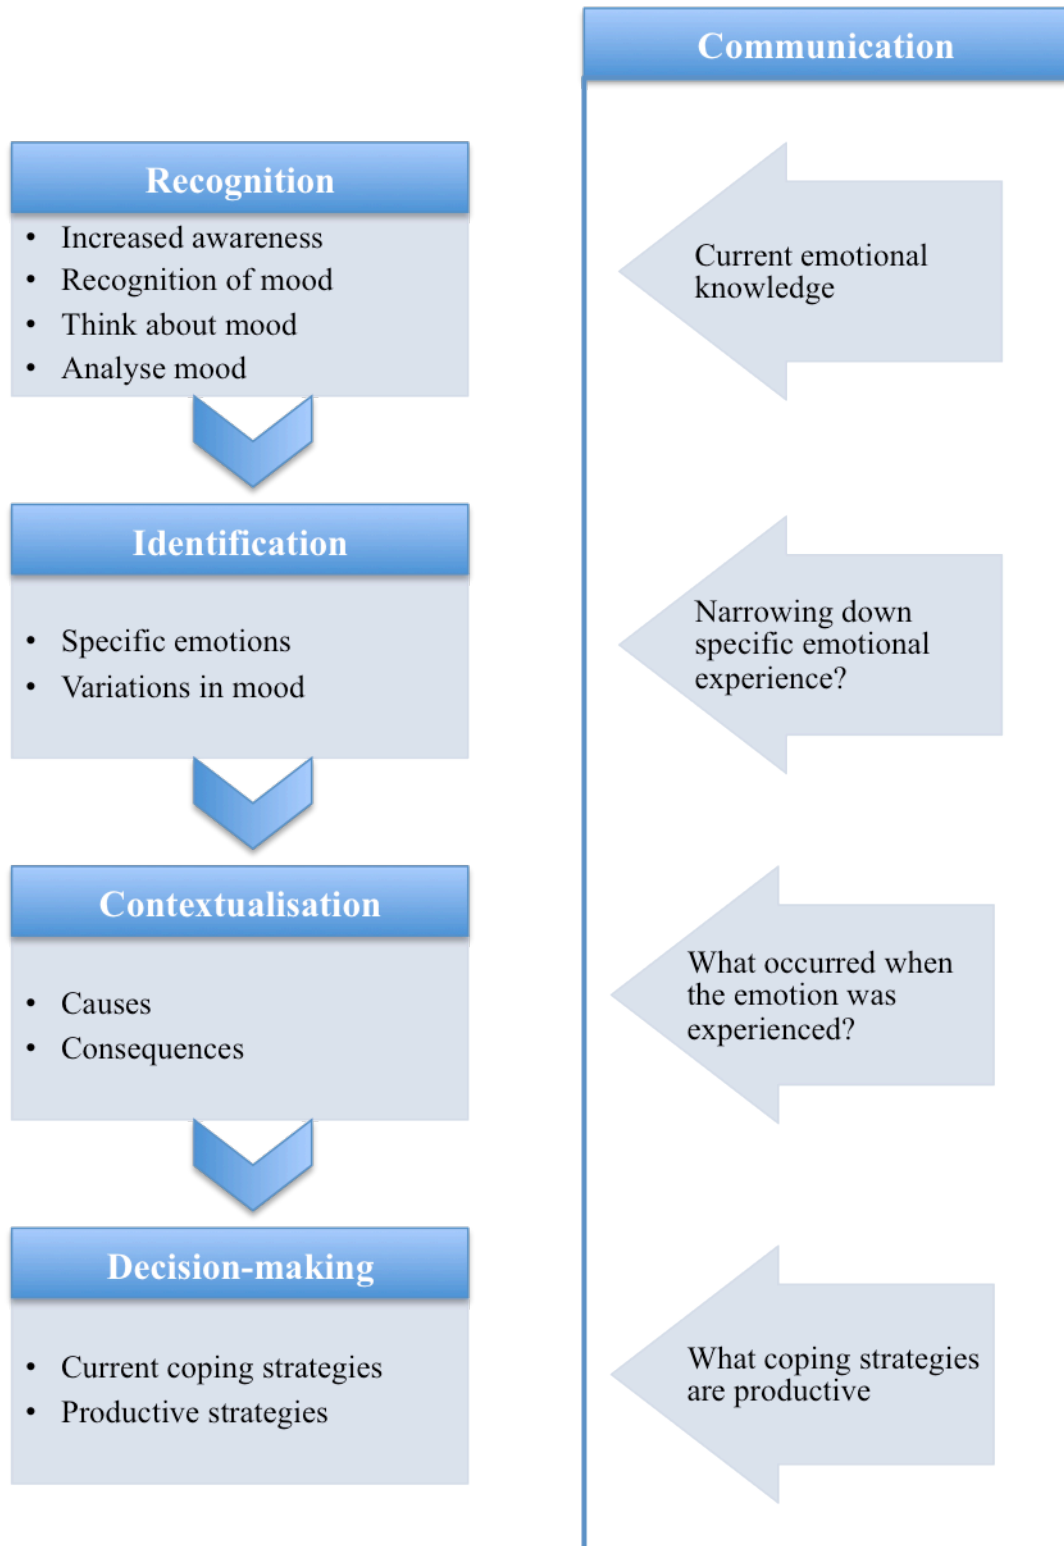 Communication
Recognition
• Increased awareness
• Recognition of mood
• Think about mood
• Analyse mood
Current emotional
knowledge
Identification
• Specific emotions
• Variations in mood
Narrowing down
specific emotional
experience?
Contextualisation
• Causes
• Consequences
What occurred when
the emotion was
experienced?
Decision-making
• Current coping strategies
• Productive strategies
What coping strategies
are productive